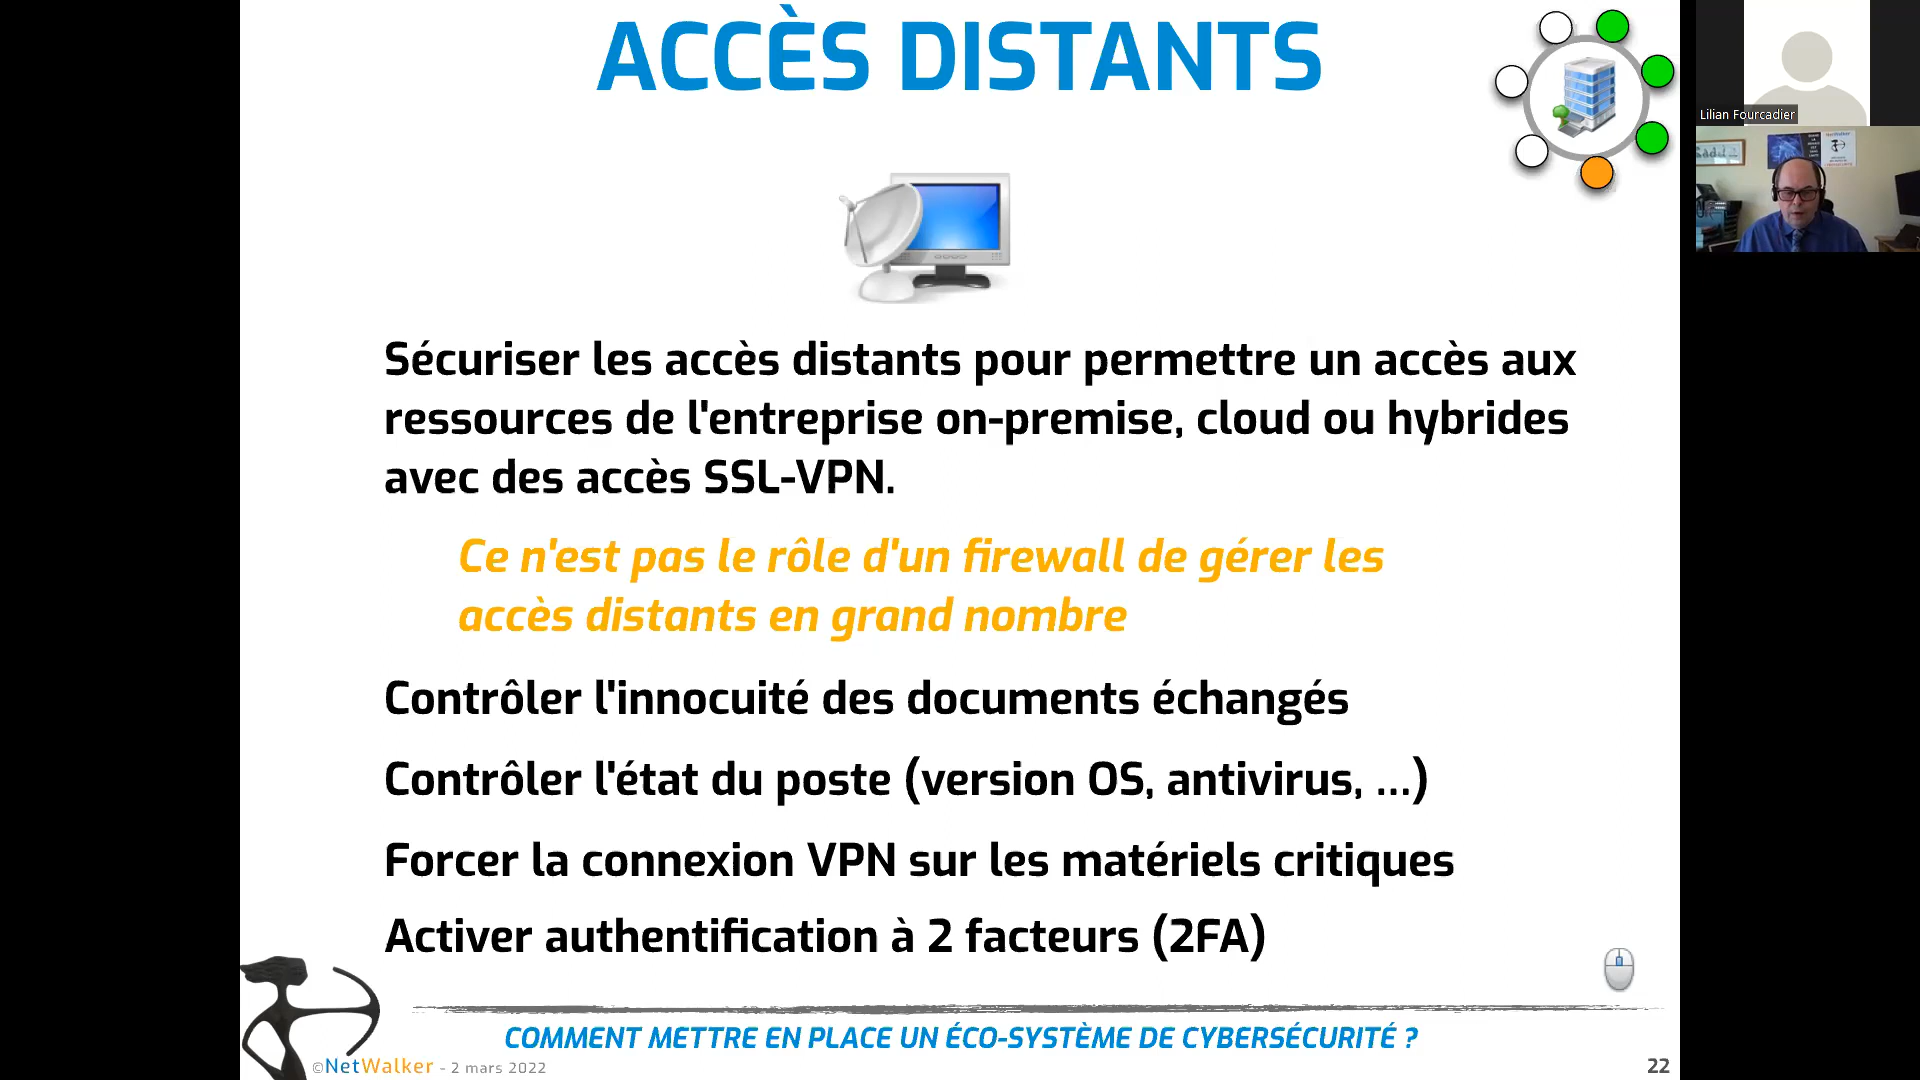 ACCÈS DISTANTS
Lilian Fourcadier
Sécuriser les accès distants pour permettre un accès aux
ressources de l'entreprise on-premise, cloud ou hybrides
avec des accès SSL-VPN.
Ce n'est pas le rôle d'un firewall de gérer les
accès distants en grand nombre
Contrôler l'innocuité des documents échangés
Contrôler l'état du poste (version OS, antivirus, ...)
Forcer la connexion VPN sur les matériels critiques
Activer authentification à 2 facteurs (2FA)
COMMENT METTRE EN PLACE UN ÉCO-SYSTÈME DE CYBERSÉCURITÉ ?
©NetWalker - 2 mars 2022
22